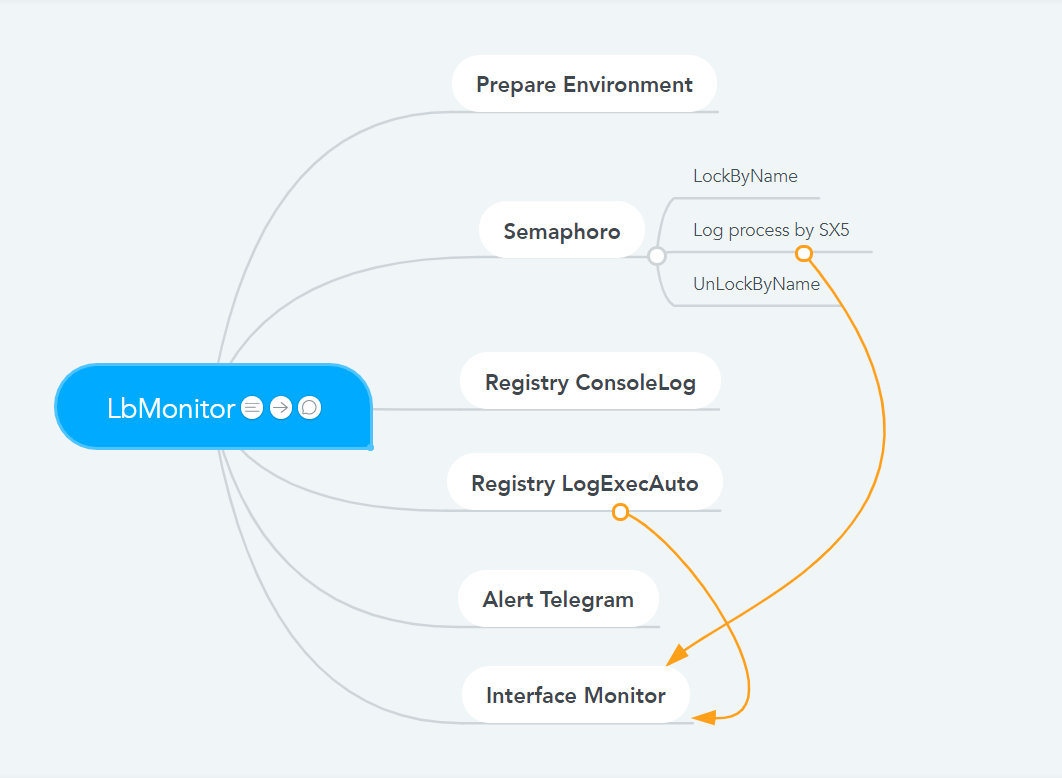 Prepare Environment
LockByName
Semaphoro
Log process by SX5
UnLockByName
Registry ConsoleLog
LbMonitor
Registry LogExecAuto
Alert Telegram
Interface Monitor